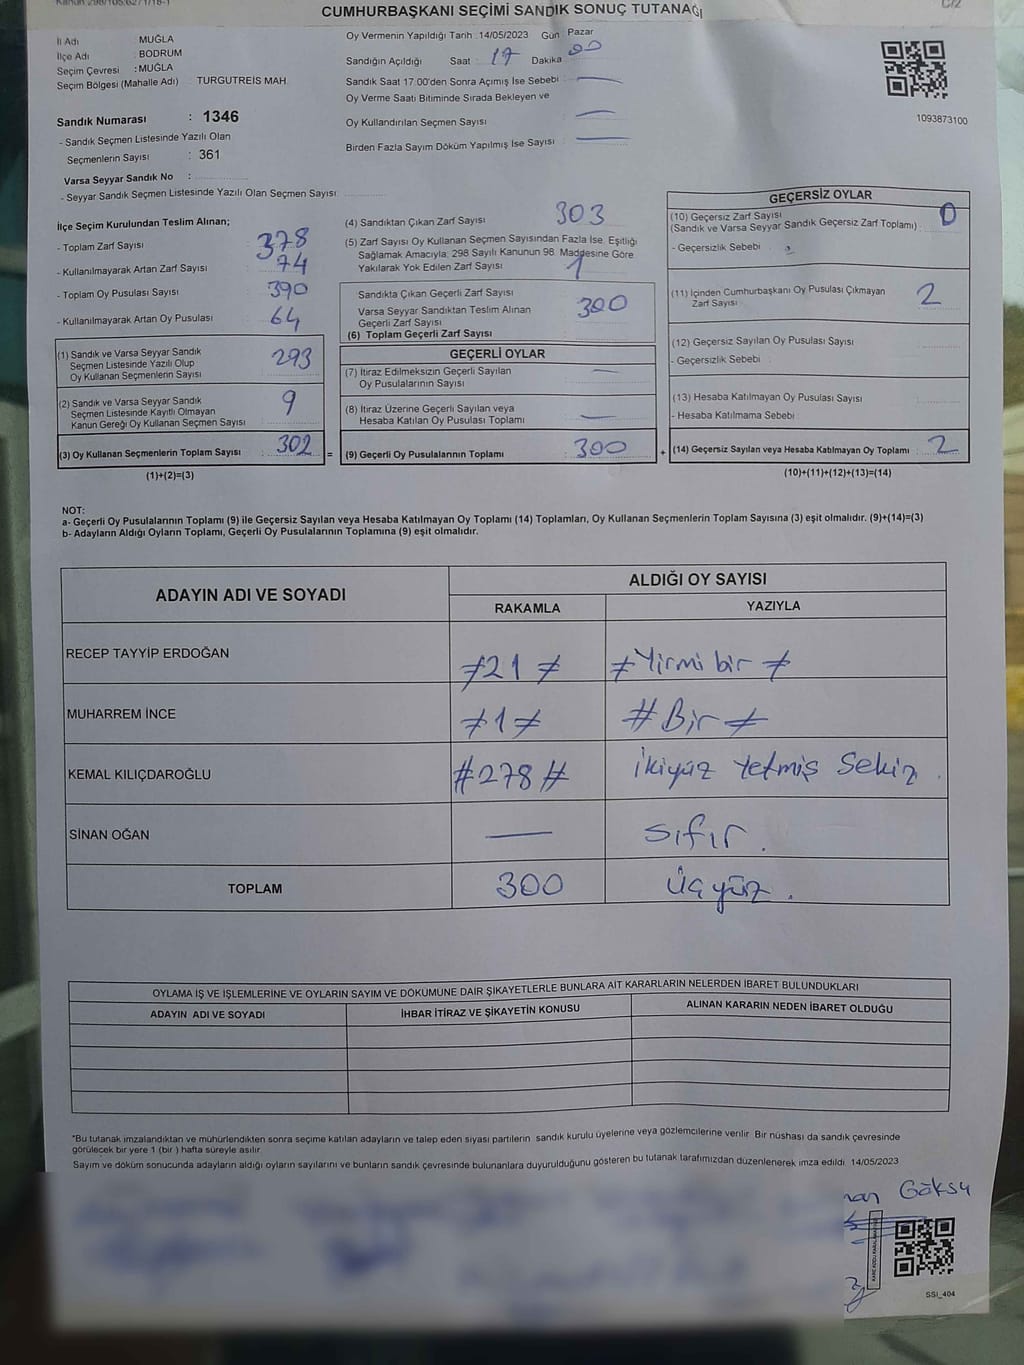 CUMHURBAŞKANI SEÇİMİ SANDIK SONUÇ TUTANAĞI
C/2
İl Adı : MUĞLA
İlçe Adı : BODRUM
Seçim Çevresi : MUĞLA
Seçim Bölgesi (Mahalle Adı) : TURGUTREİS MAH.
Oy Vermenin Yapıldığı Tarih : 14/05/2023 Gün : Pazar
Sandığın Açıldığı Saat : 17 Dakika : 00
Sandık Saat 17:00'den Sonra Açımış İse Sebebi : —
Oy Verme Saati Bitiminde Sırada Bekleyen ve
Oy Kullandırılan Seçmen Sayısı : —
Birden Fazla Sayım Döküm Yapılmış İse Sayısı : —
1093873100
Sandık Numarası : 1346
- Sandık Seçmen Listesinde Yazılı Olan
Seçmenlerin Sayısı : 361
Varsa Seyyar Sandık No :
- Seyyar Sandık Seçmen Listesinde Yazılı Olan Seçmen Sayısı:
İlçe Seçim Kurulundan Teslim Alınan;
- Toplam Zarf Sayısı : 378
- Kullanılmayarak Artan Zarf Sayısı : 74
- Toplam Oy Pusulası Sayısı : 390
- Kullanılmayarak Artan Oy Pusulası : 64
(1) Sandık ve Varsa Seyyar Sandık
Seçmen Listesinde Yazılı Olup
Oy Kullanan Seçmenlerin Sayısı : 293
(2) Sandık ve Varsa Seyyar Sandık
Seçmen Listesinde Kayıtlı Olmayan
Kanun Gereği Oy Kullanan Seçmen Sayısı : 9
(3) Oy Kullanan Seçmenlerin Toplam Sayısı : 302 =
(1)+(2)=(3)
(4) Sandıktan Çıkan Zarf Sayısı 303
(5) Zarf Sayısı Oy Kullanan Seçmen Sayısından Fazla İse, Eşitliği
Sağlamak Amacıyla; 298 Sayılı Kanunun 98. Maddesine Göre
Yakılarak Yok Edilen Zarf Sayısı : 1
Sandıkta Çıkan Geçerli Zarf Sayısı
Varsa Seyyar Sandıktan Teslim Alınan
Geçerli Zarf Sayısı
(6) Toplam Geçerli Zarf Sayısı 300
GEÇERLİ OYLAR
(7) İtiraz Edilmeksizin Geçerli Sayılan
Oy Pusulalarının Sayısı —
(8) İtiraz Üzerine Geçerli Sayılan veya
Hesaba Katılan Oy Pusulası Toplamı —
(9) Geçerli Oy Pusulalarının Toplamı 300 +
GEÇERSİZ OYLAR
(10) Geçersiz Zarf Sayısı
(Sandık ve Varsa Seyyar Sandık Geçersiz Zarf Toplamı) : 0
- Geçersizlik Sebebi :
(11) İçinden Cumhurbaşkanı Oy Pusulası Çıkmayan
Zarf Sayısı : 2
(12) Geçersiz Sayılan Oy Pusulası Sayısı :
- Geçersizlik Sebebi :
(13) Hesaba Katılmayan Oy Pusulası Sayısı :
- Hesaba Katılmama Sebebi :
(14) Geçersiz Sayılan veya Hesaba Katılmayan Oy Toplamı : 2
(10)+(11)+(12)+(13)=(14)
NOT:
a- Geçerli Oy Pusulalarının Toplamı (9) ile Geçersiz Sayılan veya Hesaba Katılmayan Oy Toplamı (14) Toplamları, Oy Kullanan Seçmenlerin Toplam Sayısına (3) eşit olmalıdır. (9)+(14)=(3)
b- Adayların Aldığı Oyların Toplamı, Geçerli Oy Pusulalarının Toplamına (9) eşit olmalıdır.
ADAYIN ADI VE SOYADI ALDIĞI OY SAYISI
RAKAMLA YAZIYLA
RECEP TAYYİP ERDOĞAN ≠21≠ ≠Yirmi bir≠
MUHARREM İNCE ≠1≠ #Bir≠
KEMAL KILIÇDAROĞLU #278# İkiyüz Yetmiş Sekiz.
SİNAN OĞAN — sıfır.
TOPLAM 300 üçyüz.
OYLAMA İŞ VE İŞLEMLERİNE VE OYLARIN SAYIM VE DÖKÜMÜNE DAİR ŞİKAYETLERLE BUNLARA AİT KARARLARIN NELERDEN İBARET BULUNDUKLARI
ADAYIN ADI VE SOYADI İHBAR İTİRAZ VE ŞİKAYETİN KONUSU ALINAN KARARIN NEDEN İBARET OLDUĞU
*Bu tutanak imzalandıktan ve mühürlendikten sonra seçime katılan adayların ve talep eden siyasi partilerin sandık kurulu üyelerine veya gözlemcilerine verilir. Bir nüshası da sandık çevresinde
görülecek bir yere 1 (bir) hafta süreyle asılır.
Sayım ve döküm sonucunda adayların aldığı oyların sayılarını ve bunların sandık çevresinde bulunanlara duyurulduğunu gösteren bu tutanak tarafımızdan düzenlenerek imza edildi. 14/05/2023
Göksu
SSI_404